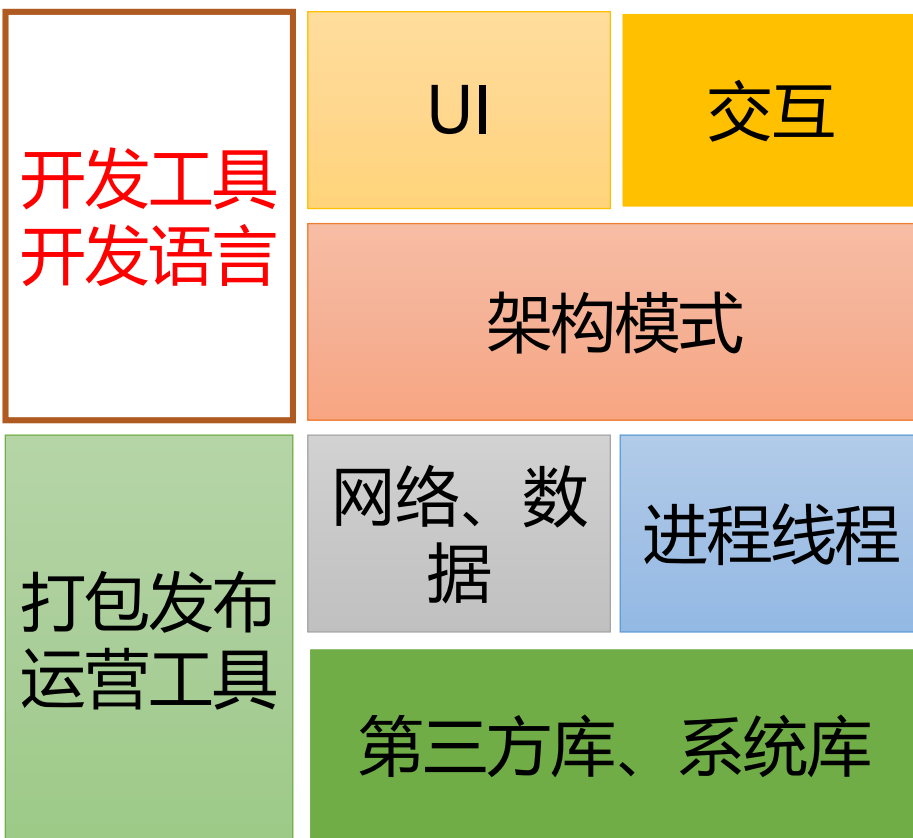 开发工具
开发语言
UI
交互
架构模式
打包发布
运营工具
网络、数
据
进程线程
第三方库、系统库